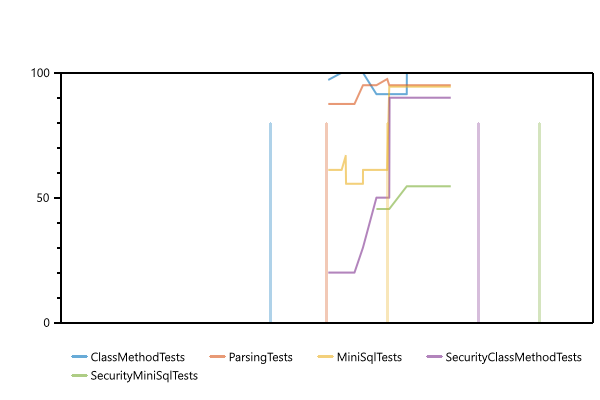 100
50
0
ClassMethodTests ParsingTests MiniSqlTests SecurityClassMethodTests
SecurityMiniSqlTests